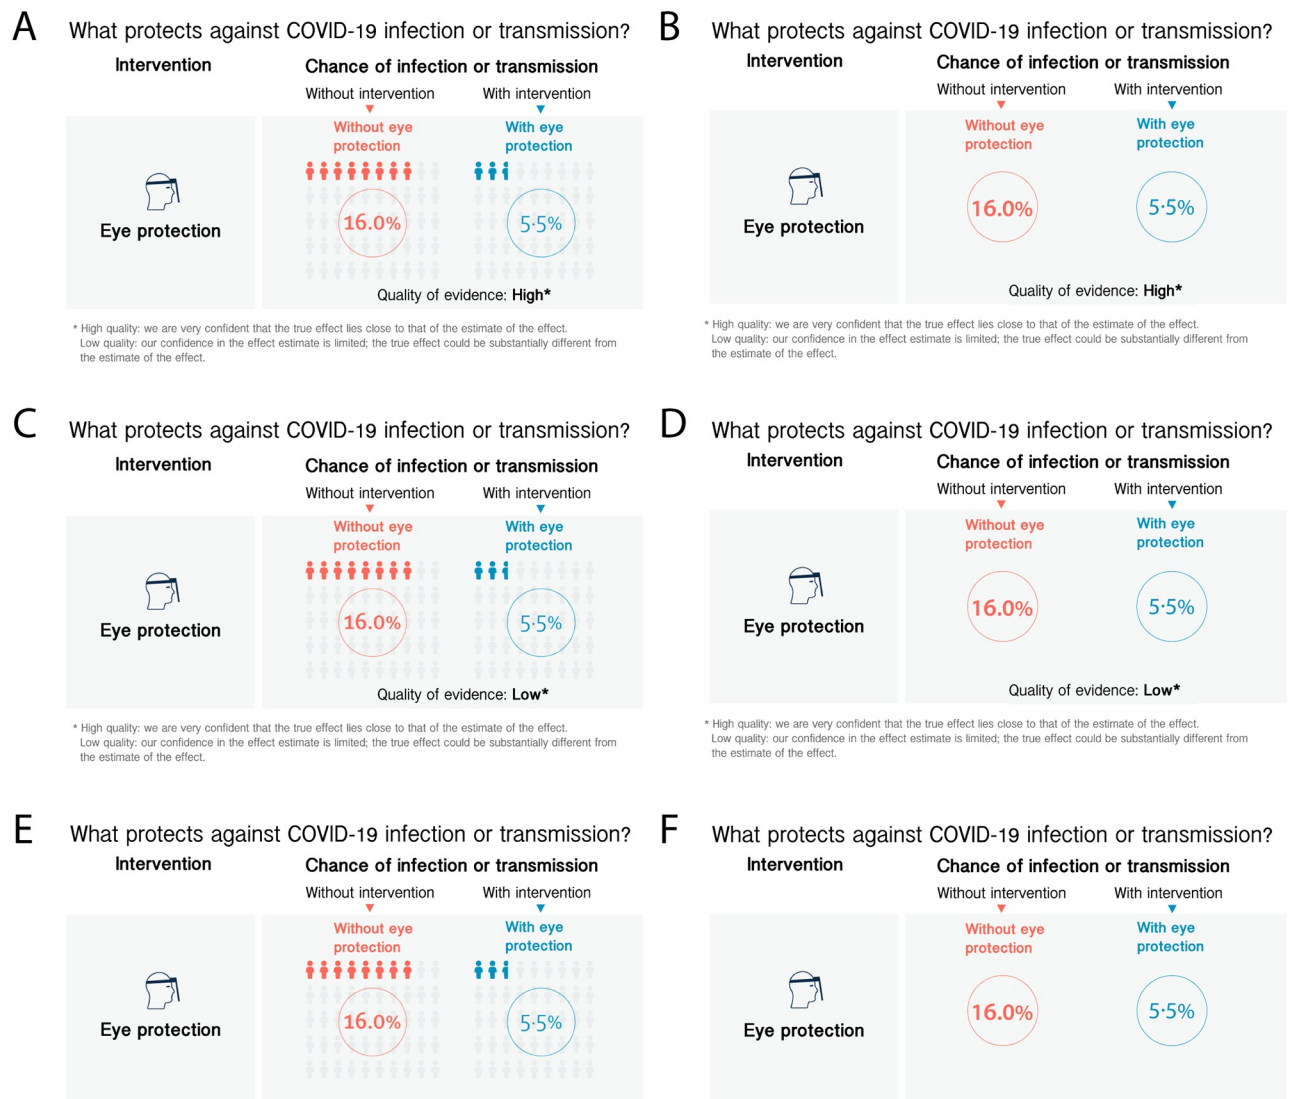 A
What protects against COVID-19 infection or transmission?
Intervention
Chance of infection or transmission
Without intervention
With intervention
Without eye
protection
With eye
protection
16.0%
5·5%
Eye protection
Quality of evidence: High*
* High quality: we are very confident that the true effect lies close to that of the estimate of the effect.
Low quality: our confidence in the effect estimate is limited; the true effect could be substantially different from
the estimate of the effect.
B
What protects against COVID-19 infection or transmission?
Intervention
Chance of infection or transmission
Without intervention
With intervention
Without eye
protection
With eye
protection
16.0%
5·5%
Eye protection
Quality of evidence: High*
* High quality: we are very confident that the true effect lies close to that of the estimate of the effect.
Low quality: our confidence in the effect estimate is limited; the true effect could be substantially different from
the estimate of the effect.
C
What protects against COVID-19 infection or transmission?
Intervention
Chance of infection or transmission
Without intervention
With intervention
Without eye
protection
With eye
protection
16.0%
5·5%
Eye protection
Quality of evidence: Low*
* High quality: we are very confident that the true effect lies close to that of the estimate of the effect.
Low quality: our confidence in the effect estimate is limited; the true effect could be substantially different from
the estimate of the effect.
D
What protects against COVID-19 infection or transmission?
Intervention
Chance of infection or transmission
Without intervention
With intervention
Without eye
protection
With eye
protection
16.0%
5·5%
Eye protection
Quality of evidence: Low*
* High quality: we are very confident that the true effect lies close to that of the estimate of the effect.
Low quality: our confidence in the effect estimate is limited; the true effect could be substantially different from
the estimate of the effect.
E
What protects against COVID-19 infection or transmission?
Intervention
Chance of infection or transmission
Without intervention
With intervention
Without eye
protection
With eye
protection
16.0%
5·5%
Eye protection
F
What protects against COVID-19 infection or transmission?
Intervention
Chance of infection or transmission
Without intervention
With intervention
Without eye
protection
With eye
protection
16.0%
5·5%
Eye protection